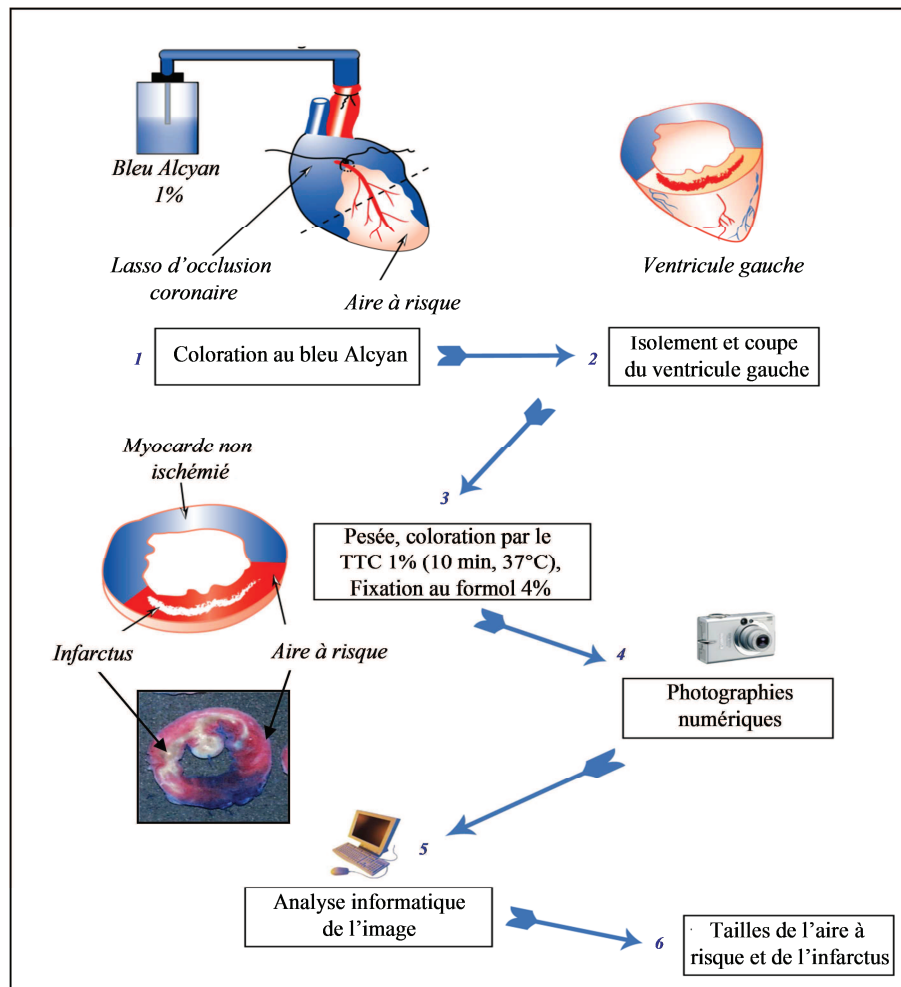 Bleu Alcyan
1%
Lasso d'occlusion
coronaire
Aire à risque
Ventricule gauche
1
Coloration au bleu Alcyan
2
Isolement et coupe
du ventricule gauche
Myocarde non
ischémié
3
Pesée, coloration par le
TTC 1% (10 min, 37°C),
Fixation au formol 4%
Infarctus
Aire à risque
4
Photographies
numériques
5
Analyse informatique
de l'image
6
Tailles de l'aire à
risque et de l'infarctus